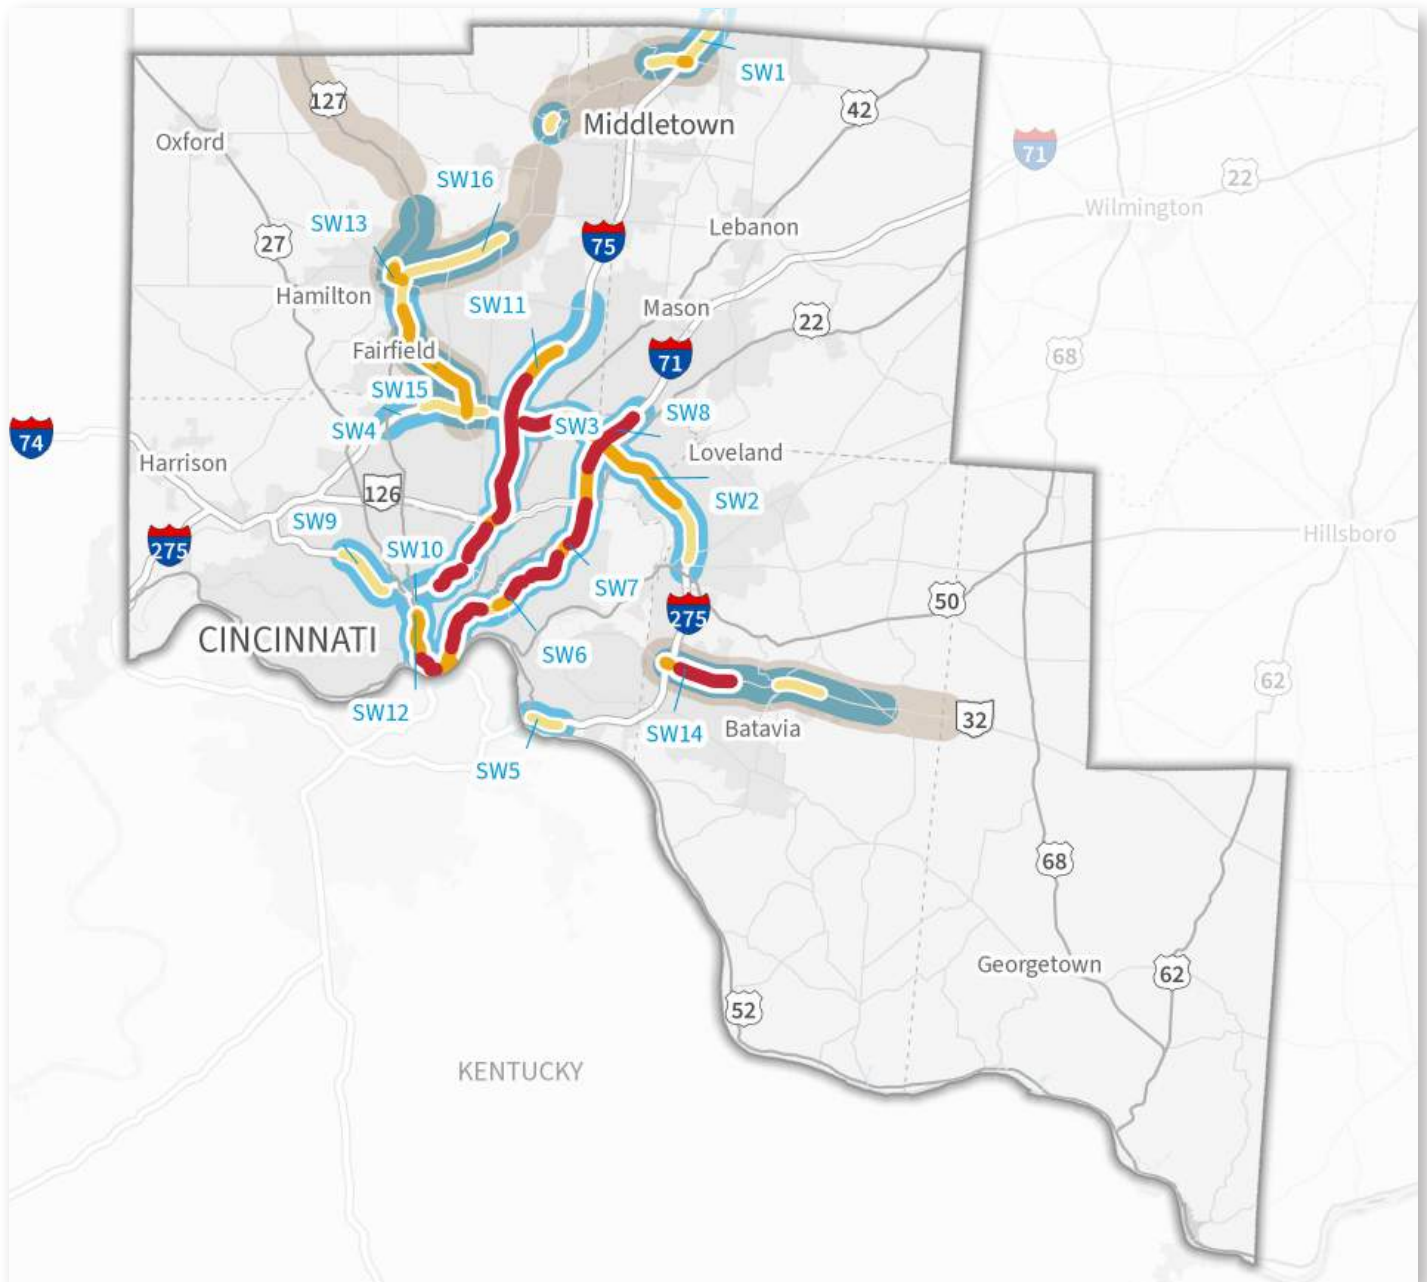 SW1
127
42
Middletown
Oxford
71
22
SW16
Wilmington
SW13
Lebanon
27
75
Hamilton
SW11
Mason
22
Fairfield
71
68
SW15
SW8
SW4
SW3
74
Loveland
Harrison
126
SW2
SW9
Hillsboro
275
SW10
SW7
50
275
CINCINNATI
SW6
62
SW12
32
SW14
Batavia
SW5
68
Georgetown
62
52
KENTUCKY